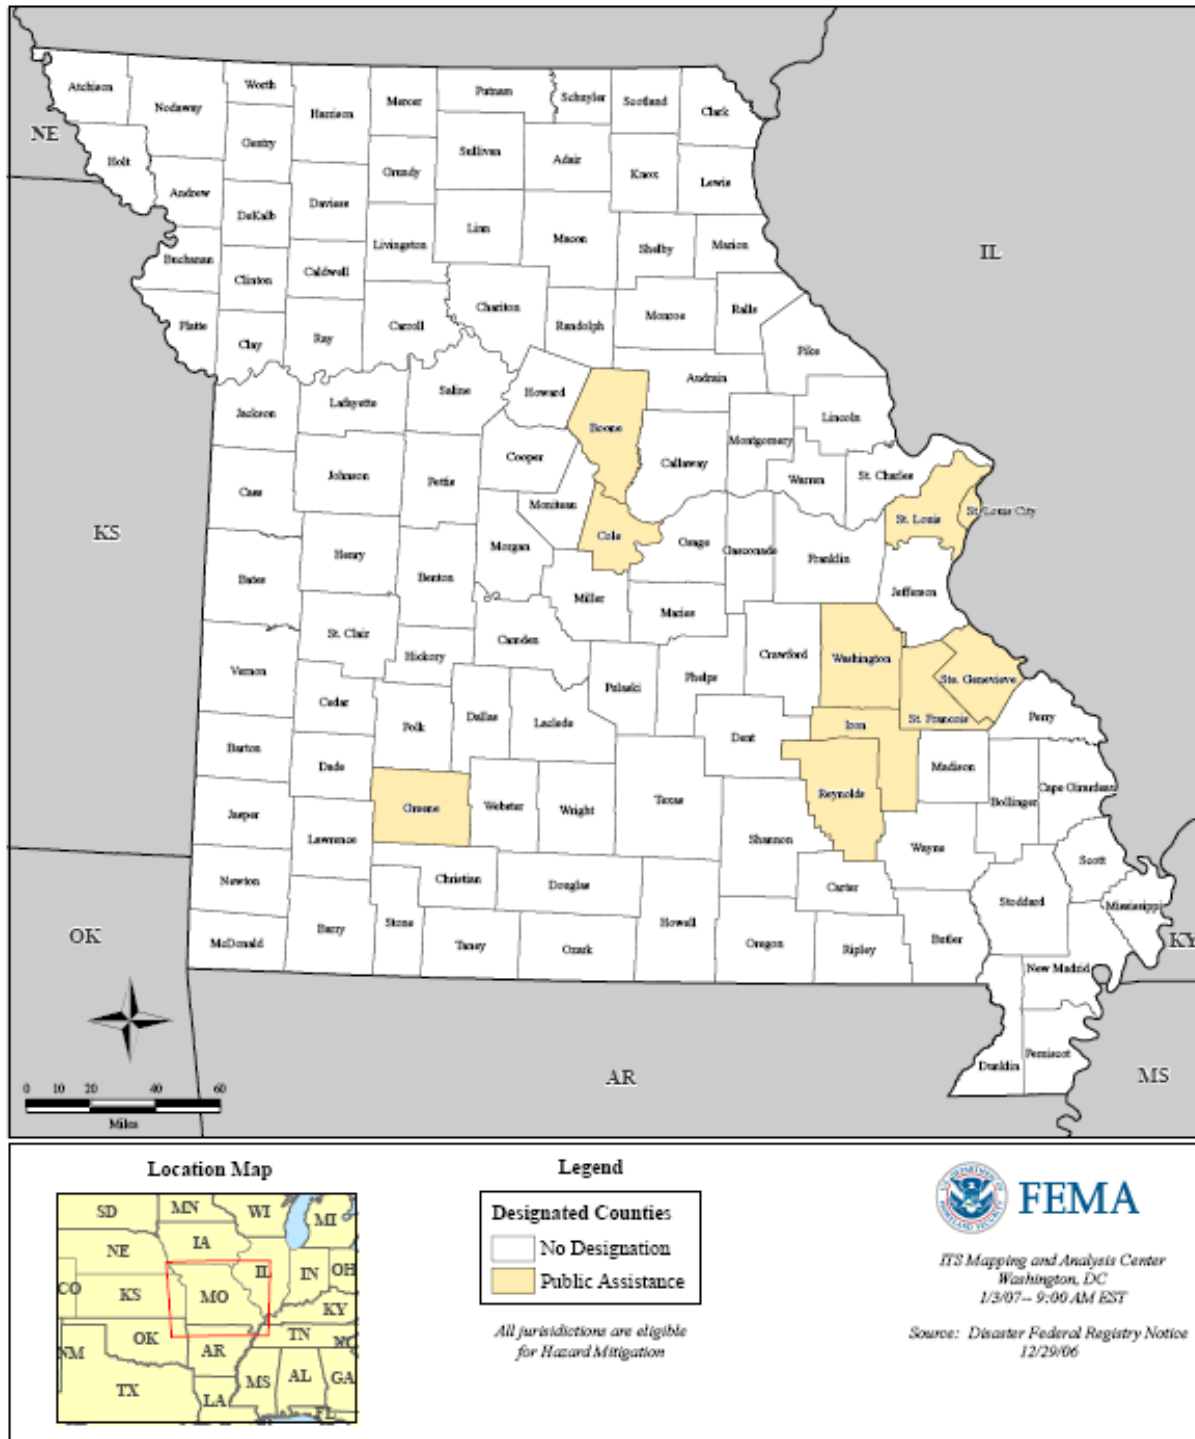 Atchison
Nodaway
Worth
Harrison
Mercer
Putnam
Schuyler
Scotland
Clark
NE
Holt
Gentry
Grundy
Sullivan
Adair
Knox
Lewis
Andrew
DeKalb
Daviess
Livingston
Linn
Macon
Shelby
Marion
IL
Buchanan
Clinton
Caldwell
Chariton
Randolph
Monroe
Ralls
Platte
Clay
Ray
Carroll
Pike
Jackson
Lafayette
Saline
Howard
Boone
Audrain
Lincoln
Montgomery
Cass
Johnson
Pettis
Cooper
Moniteau
Callaway
Warren
St. Charles
St. Louis
St. Louis City
KS
Bates
Henry
Benton
Morgan
Cole
Osage
Gasconade
Franklin
Jefferson
Miller
Maries
St. Clair
Hickory
Camden
Vernon
Crawford
Washington
Ste. Genevieve
Cedar
Polk
Dallas
Laclede
Pulaski
Phelps
Dent
Iron
St. Francois
Perry
Barton
Dade
Greene
Webster
Wright
Texas
Reynolds
Madison
Bollinger
Cape Girardeau
Jasper
Lawrence
Shannon
Wayne
Scott
Newton
Christian
Douglas
Carter
Stoddard
Mississippi
OK
McDonald
Barry
Stone
Taney
Ozark
Howell
Oregon
Ripley
Butler
New Madrid
KY
Dunklin
Pemiscot
AR
MS
0 10 20 40 60
Miles
Location Map
SD
MN
WI
MI
NE
IA
IL
IN
OH
CO
KS
MO
KY
OK
AR
TN
NC
NM
TX
LA
MS
AL
GA
FL
Legend
Designated Counties
No Designation
Public Assistance
All jurisdictions are eligible
for Hazard Mitigation
FEMA
ITS Mapping and Analysis Center
Washington, DC
1/3/07-- 9:00 AM EST
Source: Disaster Federal Registry Notice
12/29/06